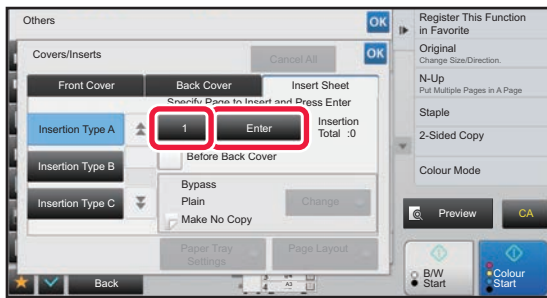 Others
OK
Covers/Inserts
Cancel All
OK
Front Cover
Back Cover
Insert Sheet
Specify Page to Insert and Press Enter
Insertion Type A
1
Enter
Insertion
Total :0
Before Back Cover
Insertion Type B
Bypass
Plain
Change
Insertion Type C
Make No Copy
Paper Tray
Settings
Page Layout
Back
3
4
A3
Register This Function
in Favorite
Original
Change Size/Direction.
N-Up
Put Multiple Pages in A Page
Staple
2-Sided Copy
Colour Mode
Preview
CA
B/W
Start
Colour
Start